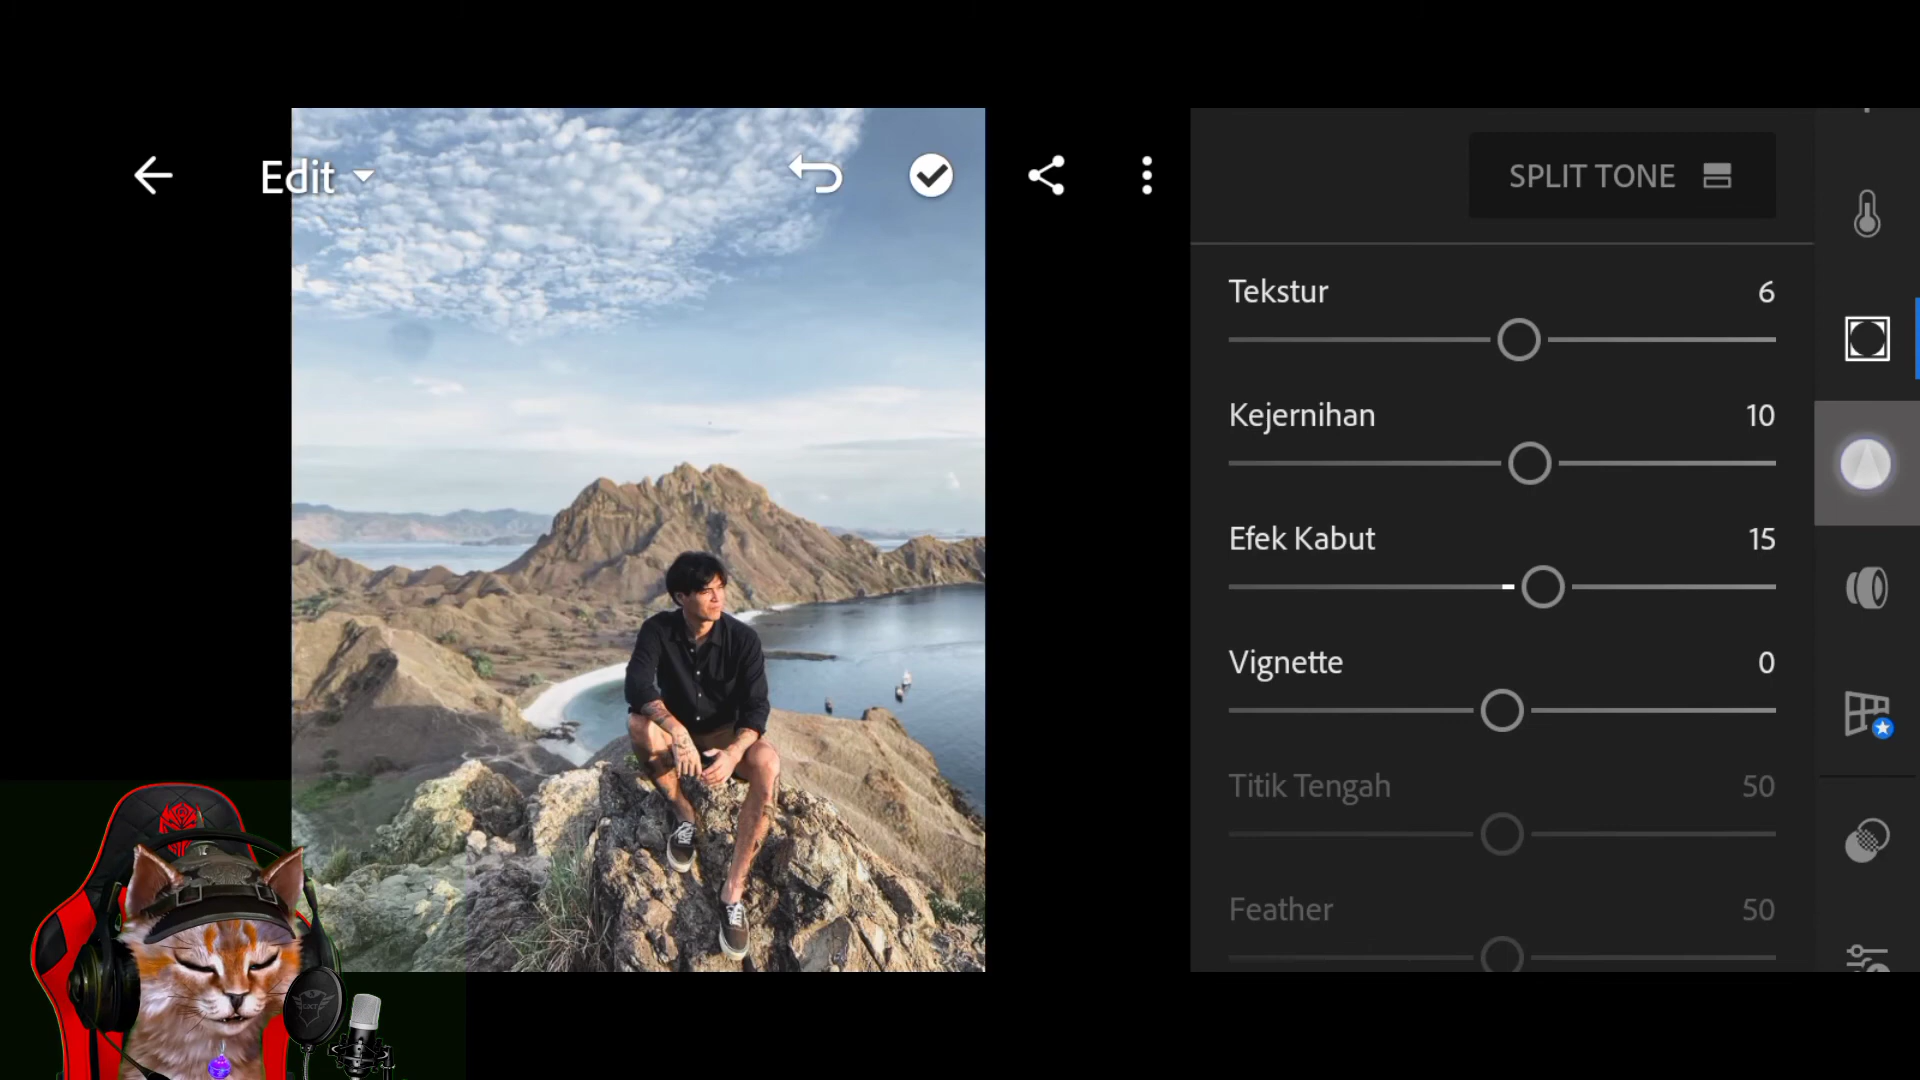 Edit
SPLIT TONE
Tekstur 6
Kejernihan 10
Efek Kabut 15
Vignette 0
Titik Tengah 50
Feather 50